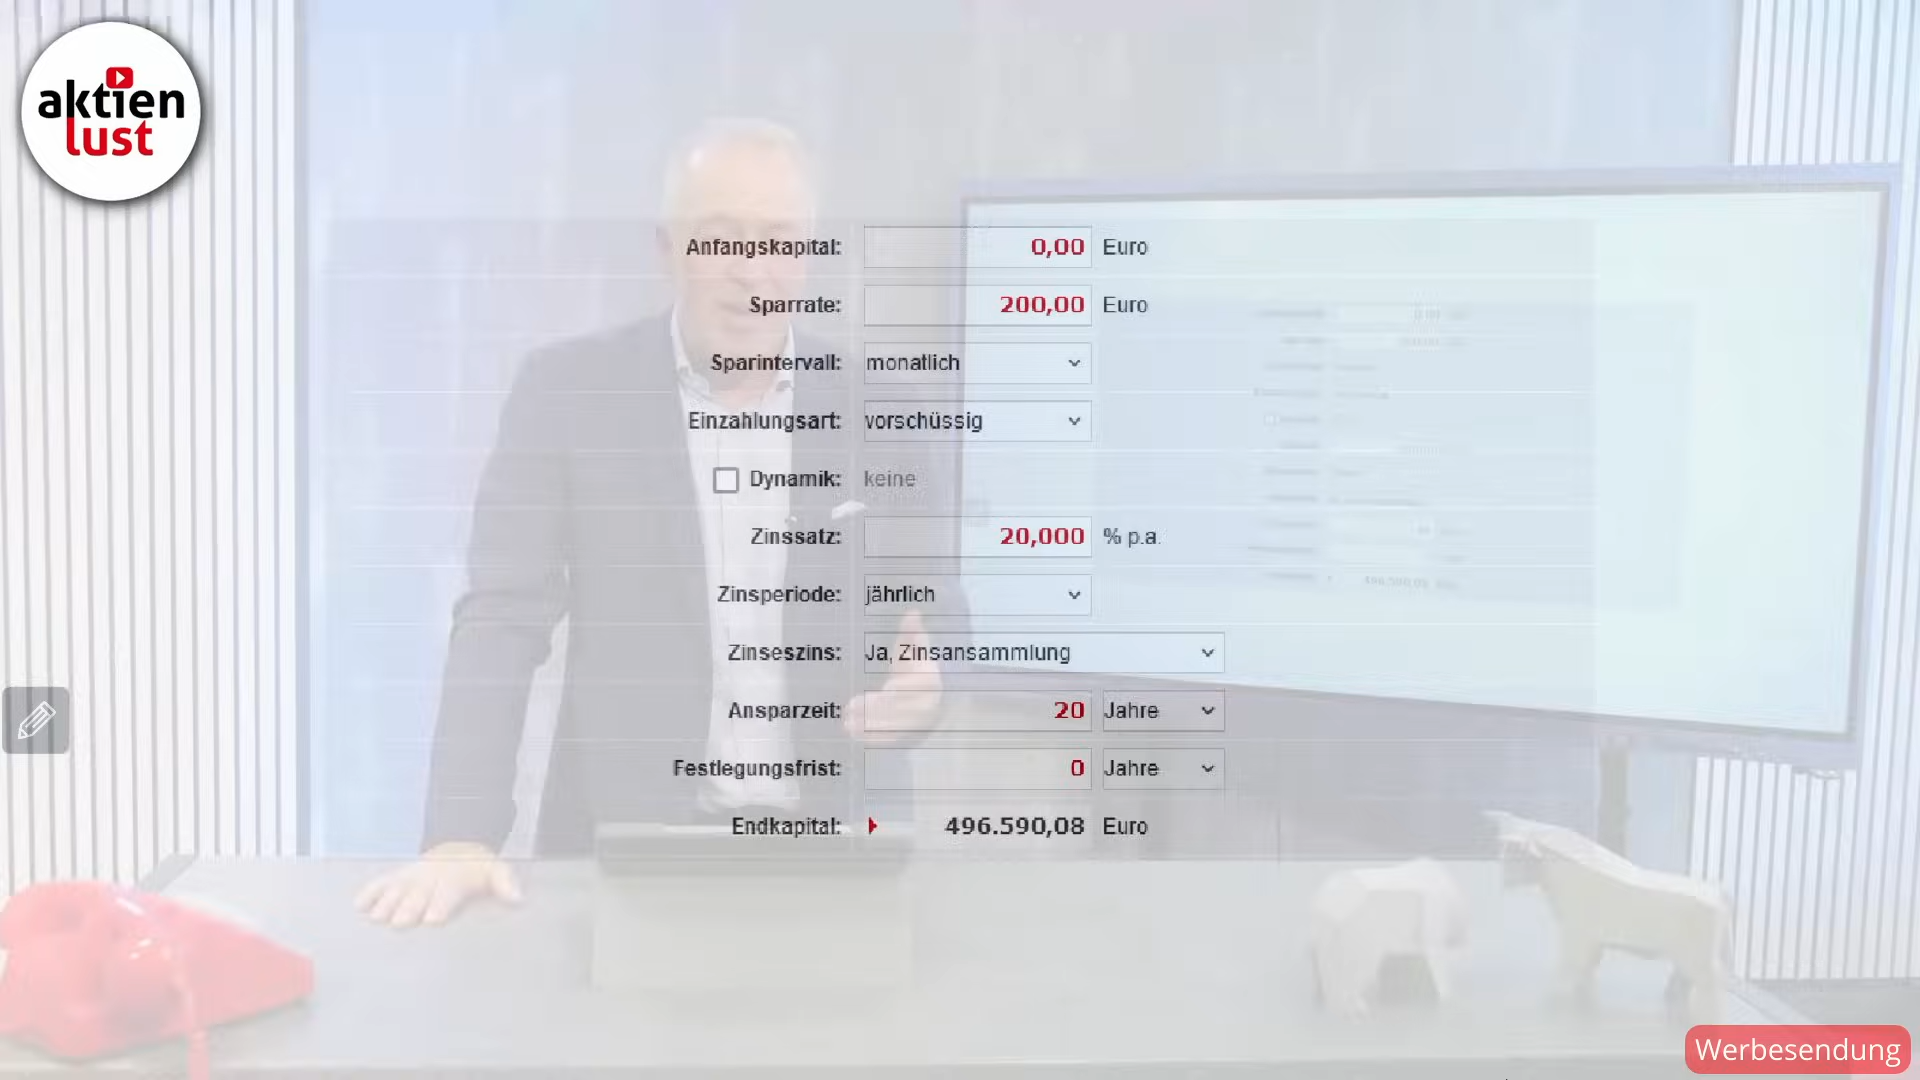 aktien
lust
Anfangskapital: 0,00 Euro
Sparrate: 200,00 Euro
Sparintervall: monatlich
Einzahlungsart: vorschüssig
Dynamik: keine
Zinssatz: 20,000 % p.a.
Zinsperiode: jährlich
Zinseszins: Ja, Zinsansammlung
Ansparzeit: 20 Jahre
Festlegungsfrist: 0 Jahre
Endkapital: 496.590,08 Euro
Werbesendung